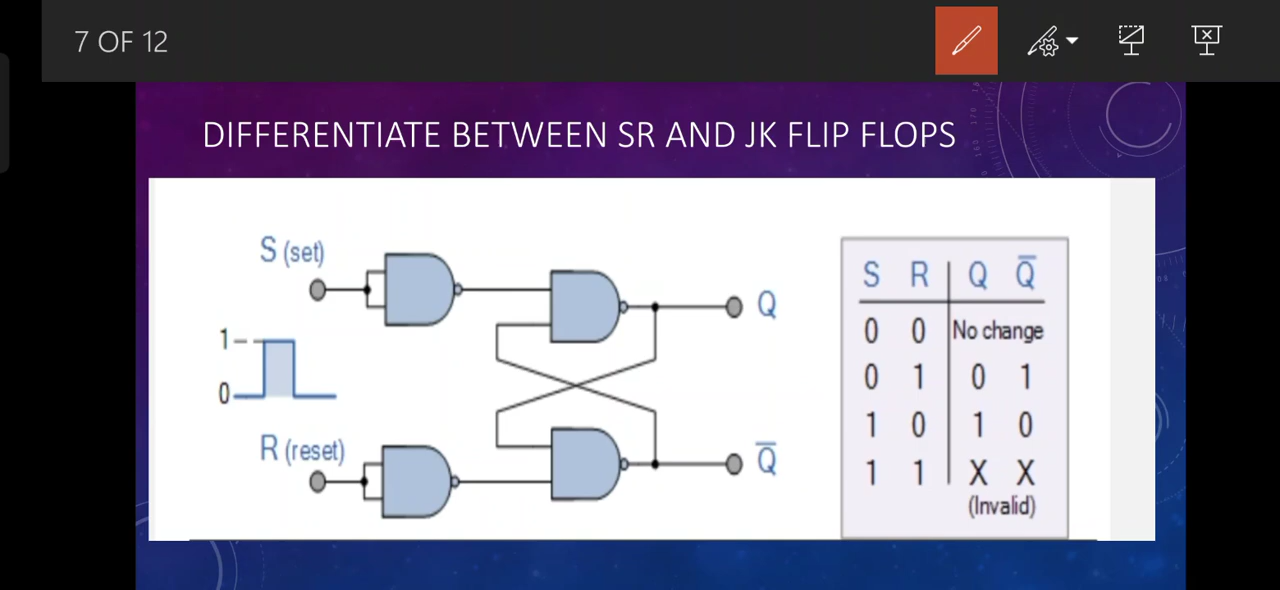 7 OF 12
DIFFERENTIATE BETWEEN SR AND JK FLIP FLOPS
S (set)
Q
1
0
R (reset)
Q̅
S R Q Q̅
0 0 No change
0 1 0 1
1 0 1 0
1 1 X X
(Invalid)